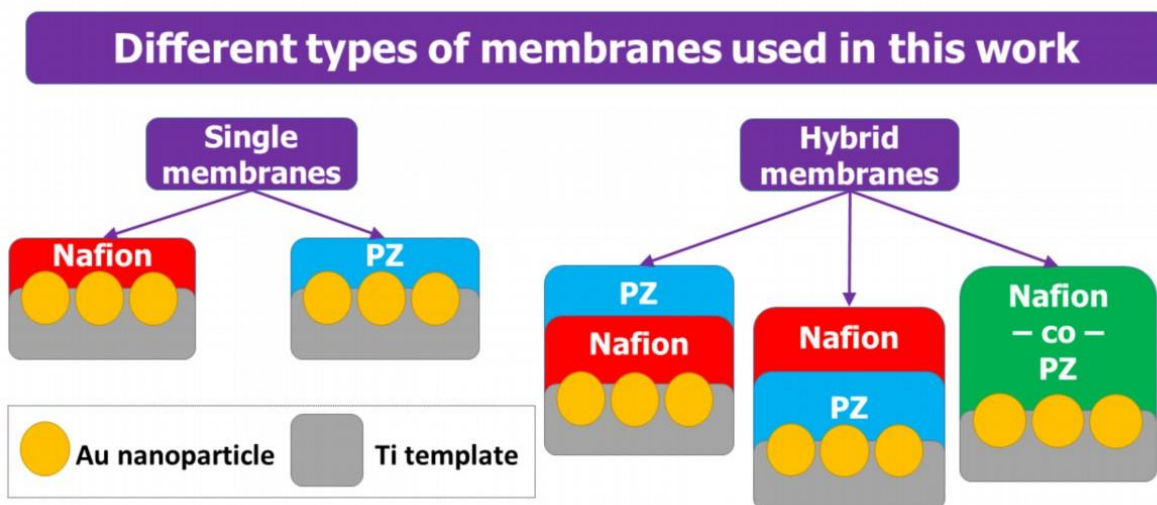 Different types of membranes used in this work
Single
membranes
Hybrid
membranes
Nafion
PZ
PZ
Nafion
Nafion
PZ
Nafion
– co –
PZ
Au nanoparticle
Ti template